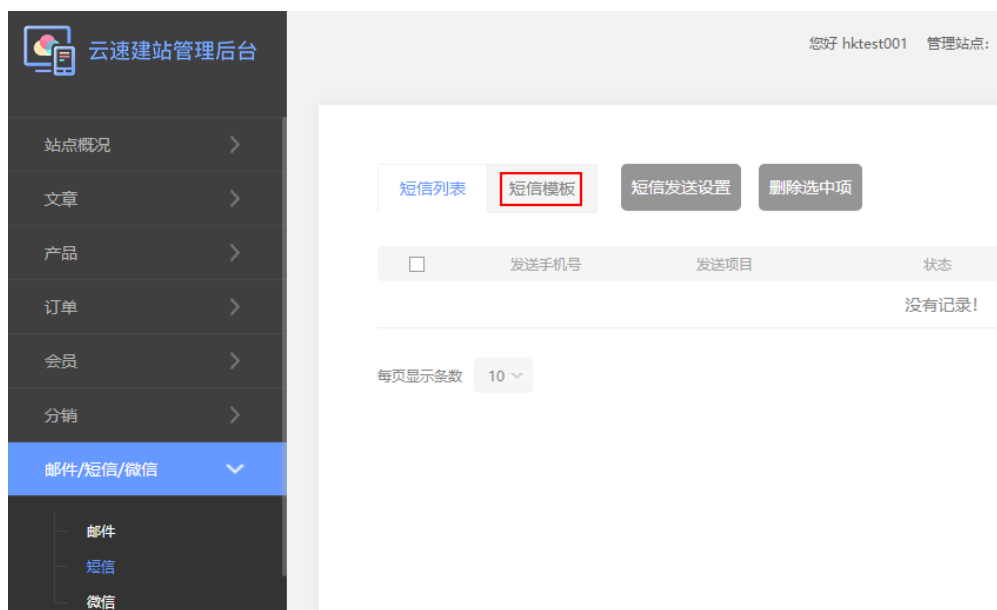 云速建站管理后台
您好 hktest001 管理站点:
站点概况
文章
产品
订单
会员
分销
邮件/短信/微信
邮件
短信
微信
短信列表 短信模板 短信发送设置 删除选中项
发送手机号 发送项目 状态
没有记录!
每页显示条数 10